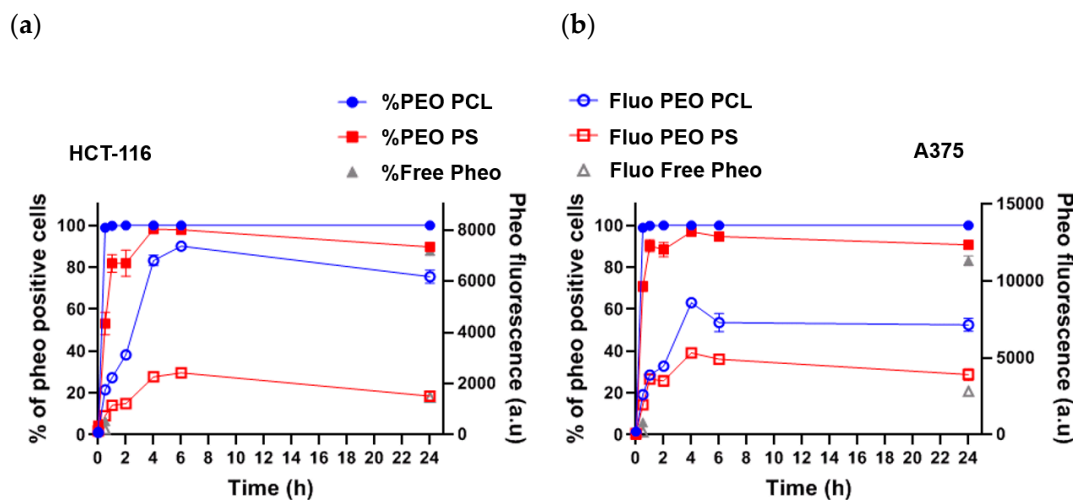 (a)
(b)
%PEO PCL
Fluo PEO PCL
%PEO PS
Fluo PEO PS
HCT-116
A375
%Free Pheo
Fluo Free Pheo
% of pheo positive cells
100
80
60
40
20
0
8000
6000
4000
2000
0
Pheo fluorescence (a.u)
0 2 4 6 8 10 12 14 16 18 20 22 24
Time (h)
% of pheo positive cells
100
80
60
40
20
0
15000
10000
5000
0
Pheo fluorescence (a.u)
0 2 4 6 8 10 12 14 16 18 20 22 24
Time (h)